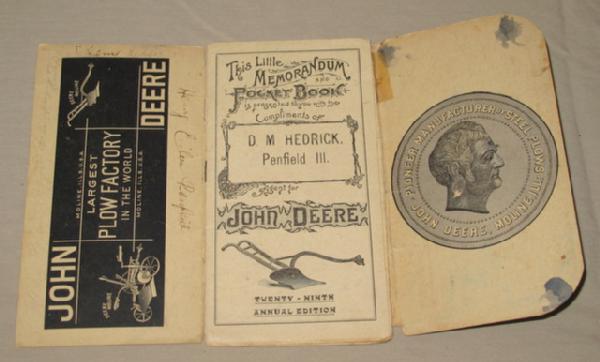 JOHN DEERE
LARGEST
PLOW FACTORY
IN THE WORLD
MOLINE, ILL. U.S.A.
MOLINE, ILL. U.S.A.
This Little
MEMORANDUM
AND
POCKET BOOK
is presented to you with the
Compliments of
D. M HEDRICK.
Penfield Ill.
Agent for
JOHN DEERE
TWENTY-NINTH
ANNUAL EDITION
PIONEER MANUFACTURER OF STEEL PLOWS
JOHN DEERE, MOLINE, ILL.